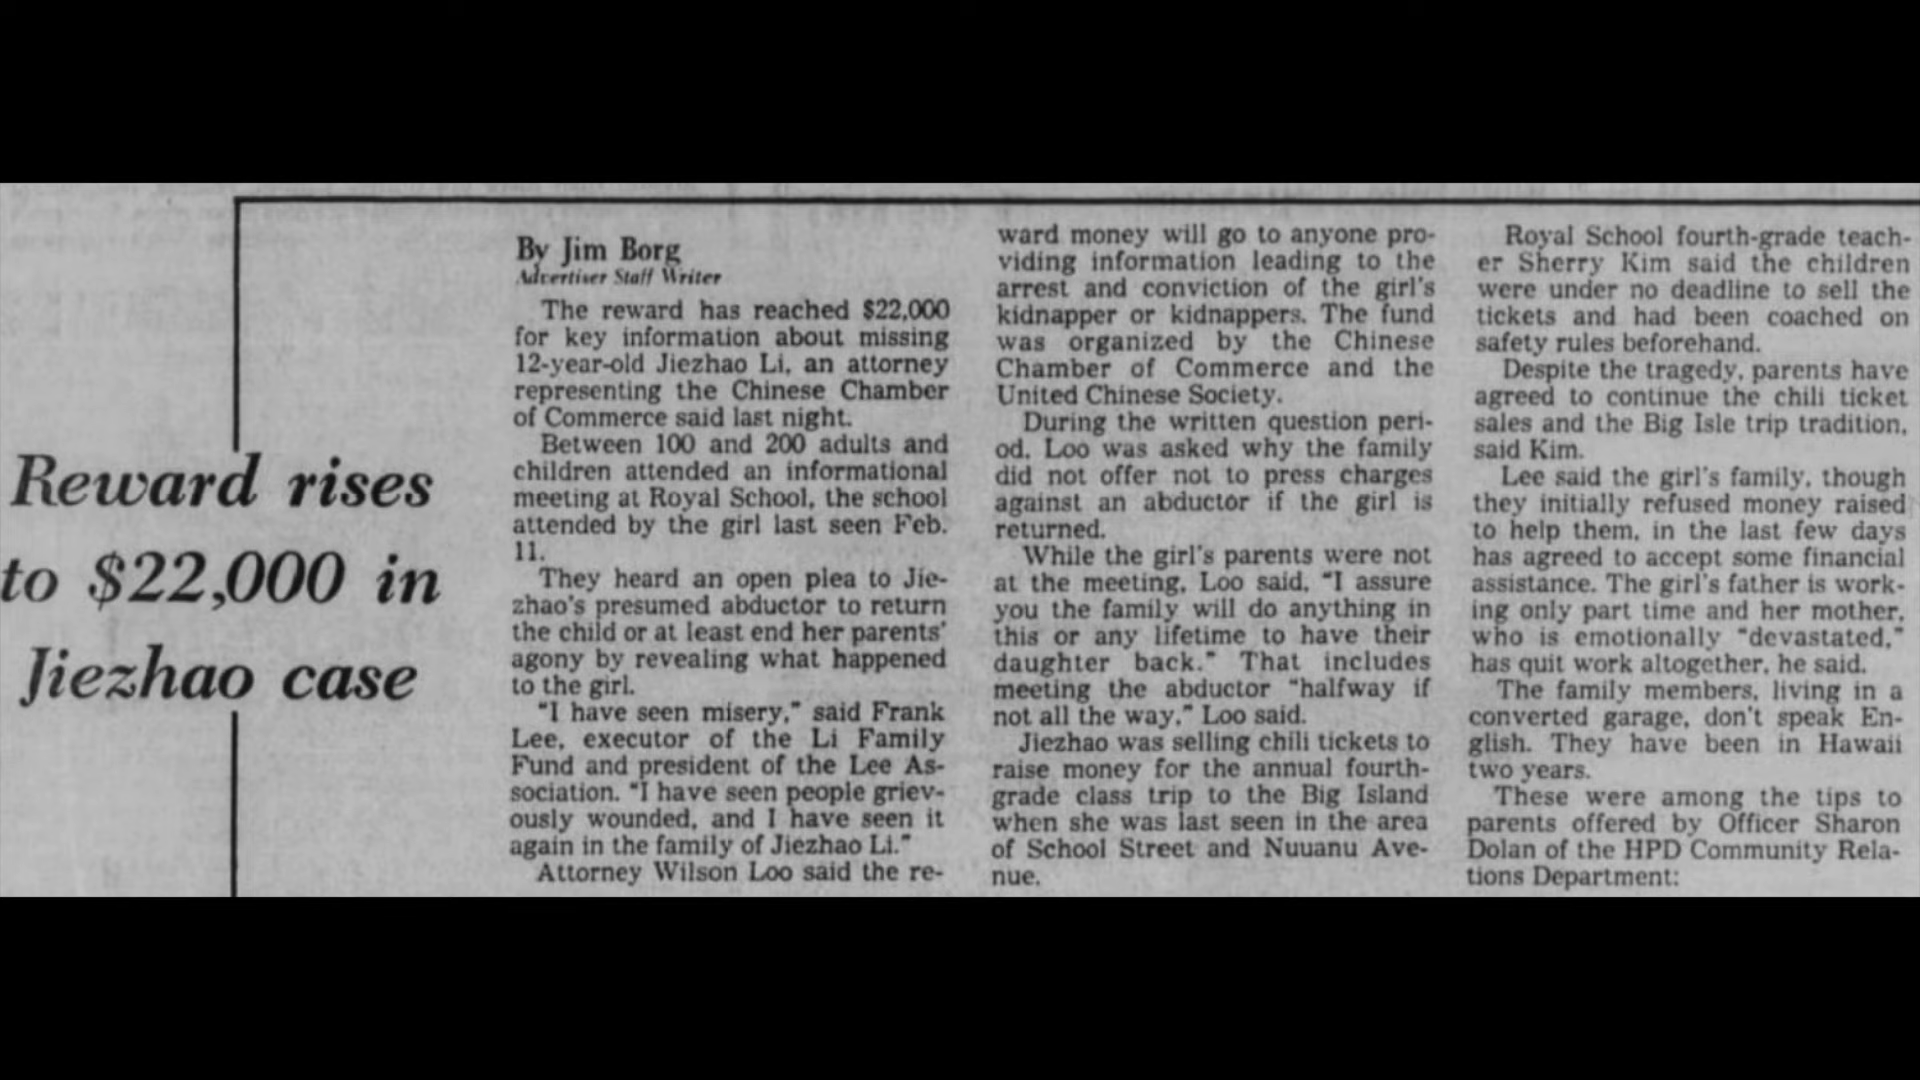 Reward rises
to $22,000 in
Jiezhao case
By Jim Borg
Advertiser Staff Writer
The reward has reached $22,000
for key information about missing
12-year-old Jiezhao Li, an attorney
representing the Chinese Chamber
of Commerce said last night.
Between 100 and 200 adults and
children attended an informational
meeting at Royal School, the school
attended by the girl last seen Feb.
11.
They heard an open plea to Jie-
zhao's presumed abductor to return
the child or at least end her parents'
agony by revealing what happened
to the girl.
"I have seen misery," said Frank
Lee, executor of the Li Family
Fund and president of the Lee As-
sociation. "I have seen people griev-
ously wounded, and I have seen it
again in the family of Jiezhao Li."
Attorney Wilson Loo said the re-
ward money will go to anyone pro-
viding information leading to the
arrest and conviction of the girl's
kidnapper or kidnappers. The fund
was organized by the Chinese
Chamber of Commerce and the
United Chinese Society.
During the written question peri-
od, Loo was asked why the family
did not offer not to press charges
against an abductor if the girl is
returned.
While the girl's parents were not
at the meeting, Loo said, "I assure
you the family will do anything in
this or any lifetime to have their
daughter back." That includes
meeting the abductor "halfway if
not all the way," Loo said.
Jiezhao was selling chili tickets to
raise money for the annual fourth-
grade class trip to the Big Island
when she was last seen in the area
of School Street and Nuuanu Ave-
nue.
Royal School fourth-grade teach-
er Sherry Kim said the children
were under no deadline to sell the
tickets and had been coached on
safety rules beforehand.
Despite the tragedy, parents have
agreed to continue the chili ticket
sales and the Big Isle trip tradition,
said Kim.
Lee said the girl's family, though
they initially refused money raised
to help them, in the last few days
has agreed to accept some financial
assistance. The girl's father is work-
ing only part time and her mother,
who is emotionally "devastated,"
has quit work altogether, he said.
The family members, living in a
converted garage, don't speak En-
glish. They have been in Hawaii
two years.
These were among the tips to
parents offered by Officer Sharon
Dolan of the HPD Community Rela-
tions Department: